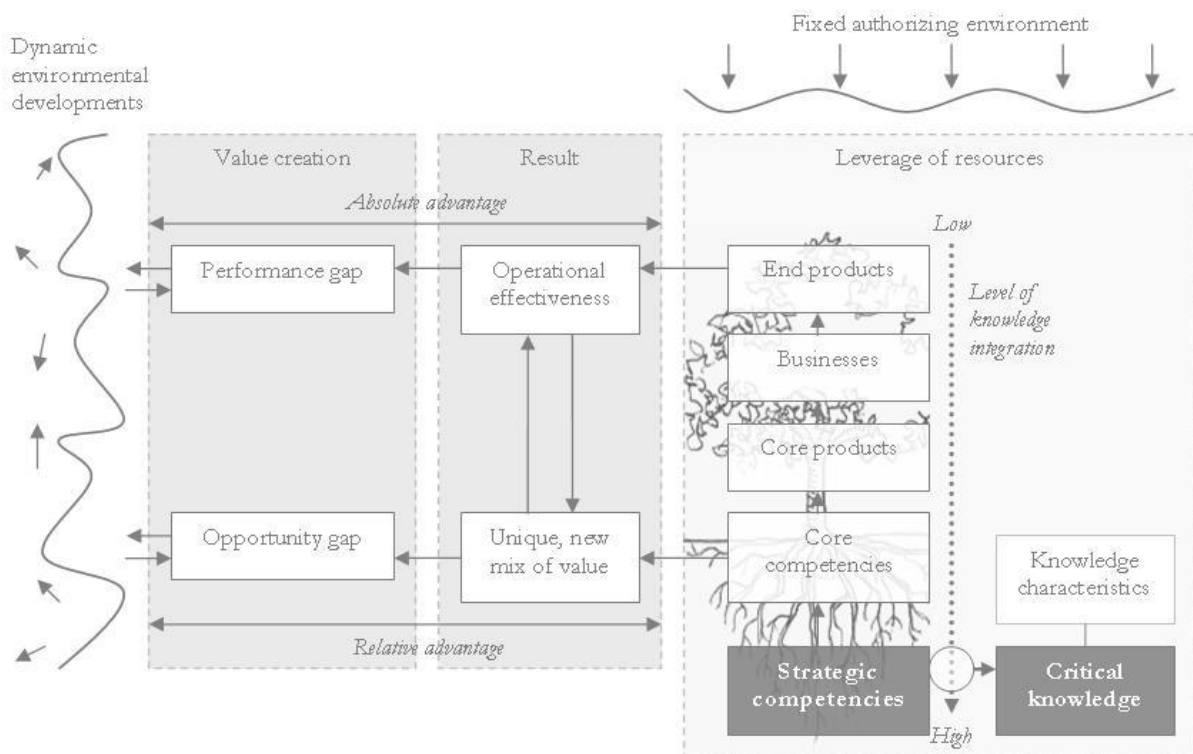 Fixed authorizing environment
Dynamic
environmental
developments
Value creation
Result
Leverage of resources
Absolute advantage
Low
Performance gap
Operational
effectiveness
End products
Level of
knowledge
integration
Businesses
Core products
Opportunity gap
Unique, new
mix of value
Core
competencies
Knowledge
characteristics
Relative advantage
Strategic
competencies
Critical
knowledge
High